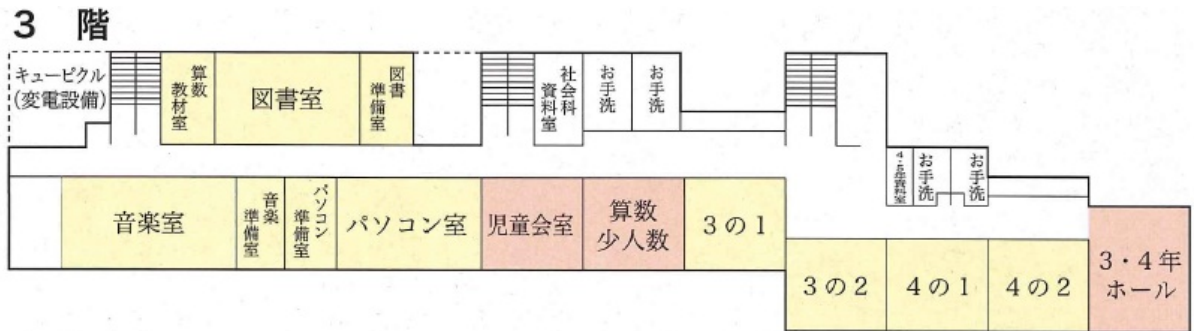 3 階
キュービクル
(変電設備)
算数
教材室
図書室
図書
準備室
社会科
資料室
お手洗
お手洗
4・5年資料室
お手洗
お手洗
音楽室
音楽
準備室
パソコン
準備室
パソコン室
児童会室
算数
少人数
3の1
3の2
4の1
4の2
3・4年
ホール